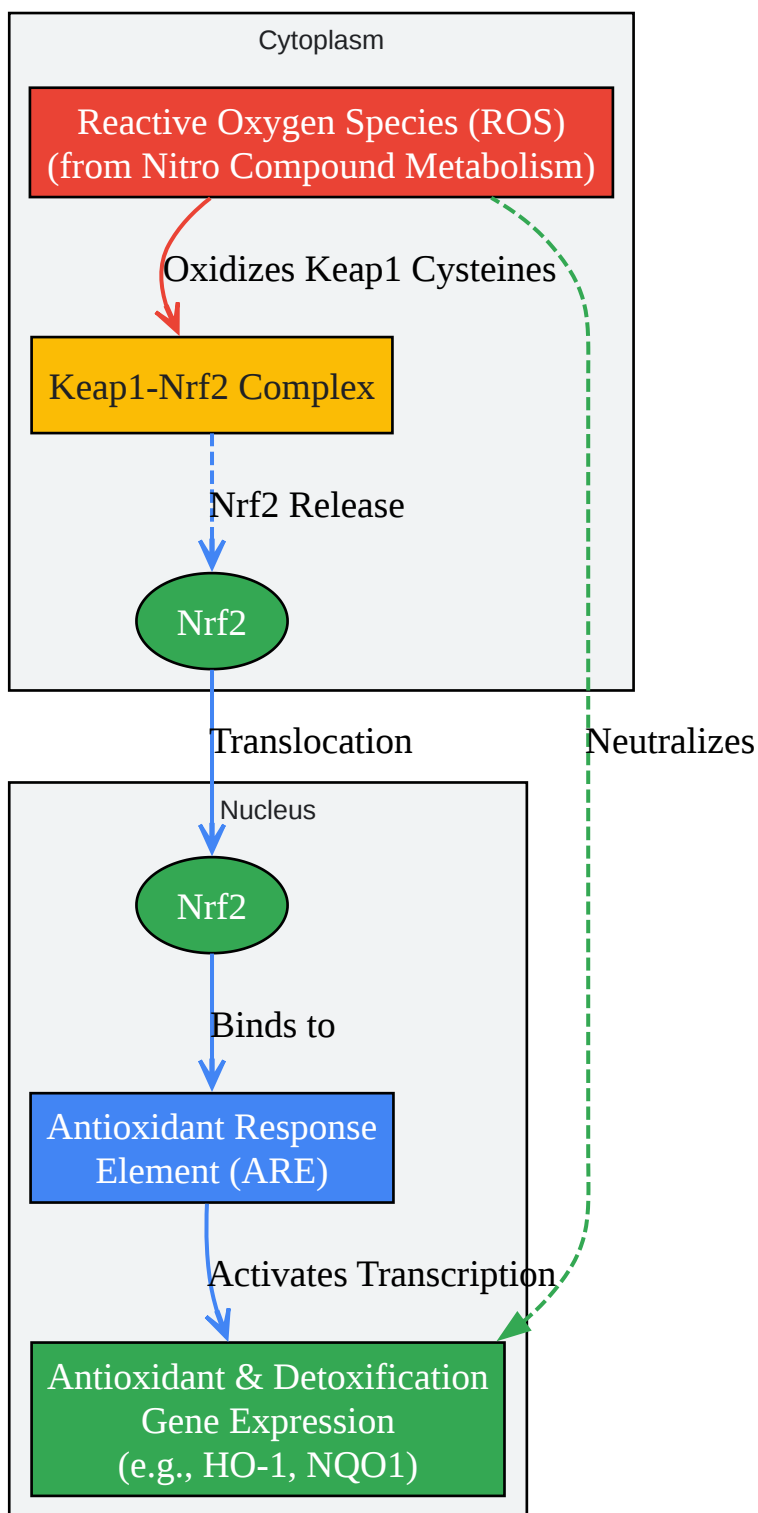 Cytoplasm
Reactive Oxygen Species (ROS)
(from Nitro Compound Metabolism)
Oxidizes Keap1 Cysteines
Keap1-Nrf2 Complex
Nrf2 Release
Nrf2
Translocation
Neutralizes
Nucleus
Nrf2
Binds to
Antioxidant Response
Element (ARE)
Activates Transcription
Antioxidant & Detoxification
Gene Expression
(e.g., HO-1, NQO1)